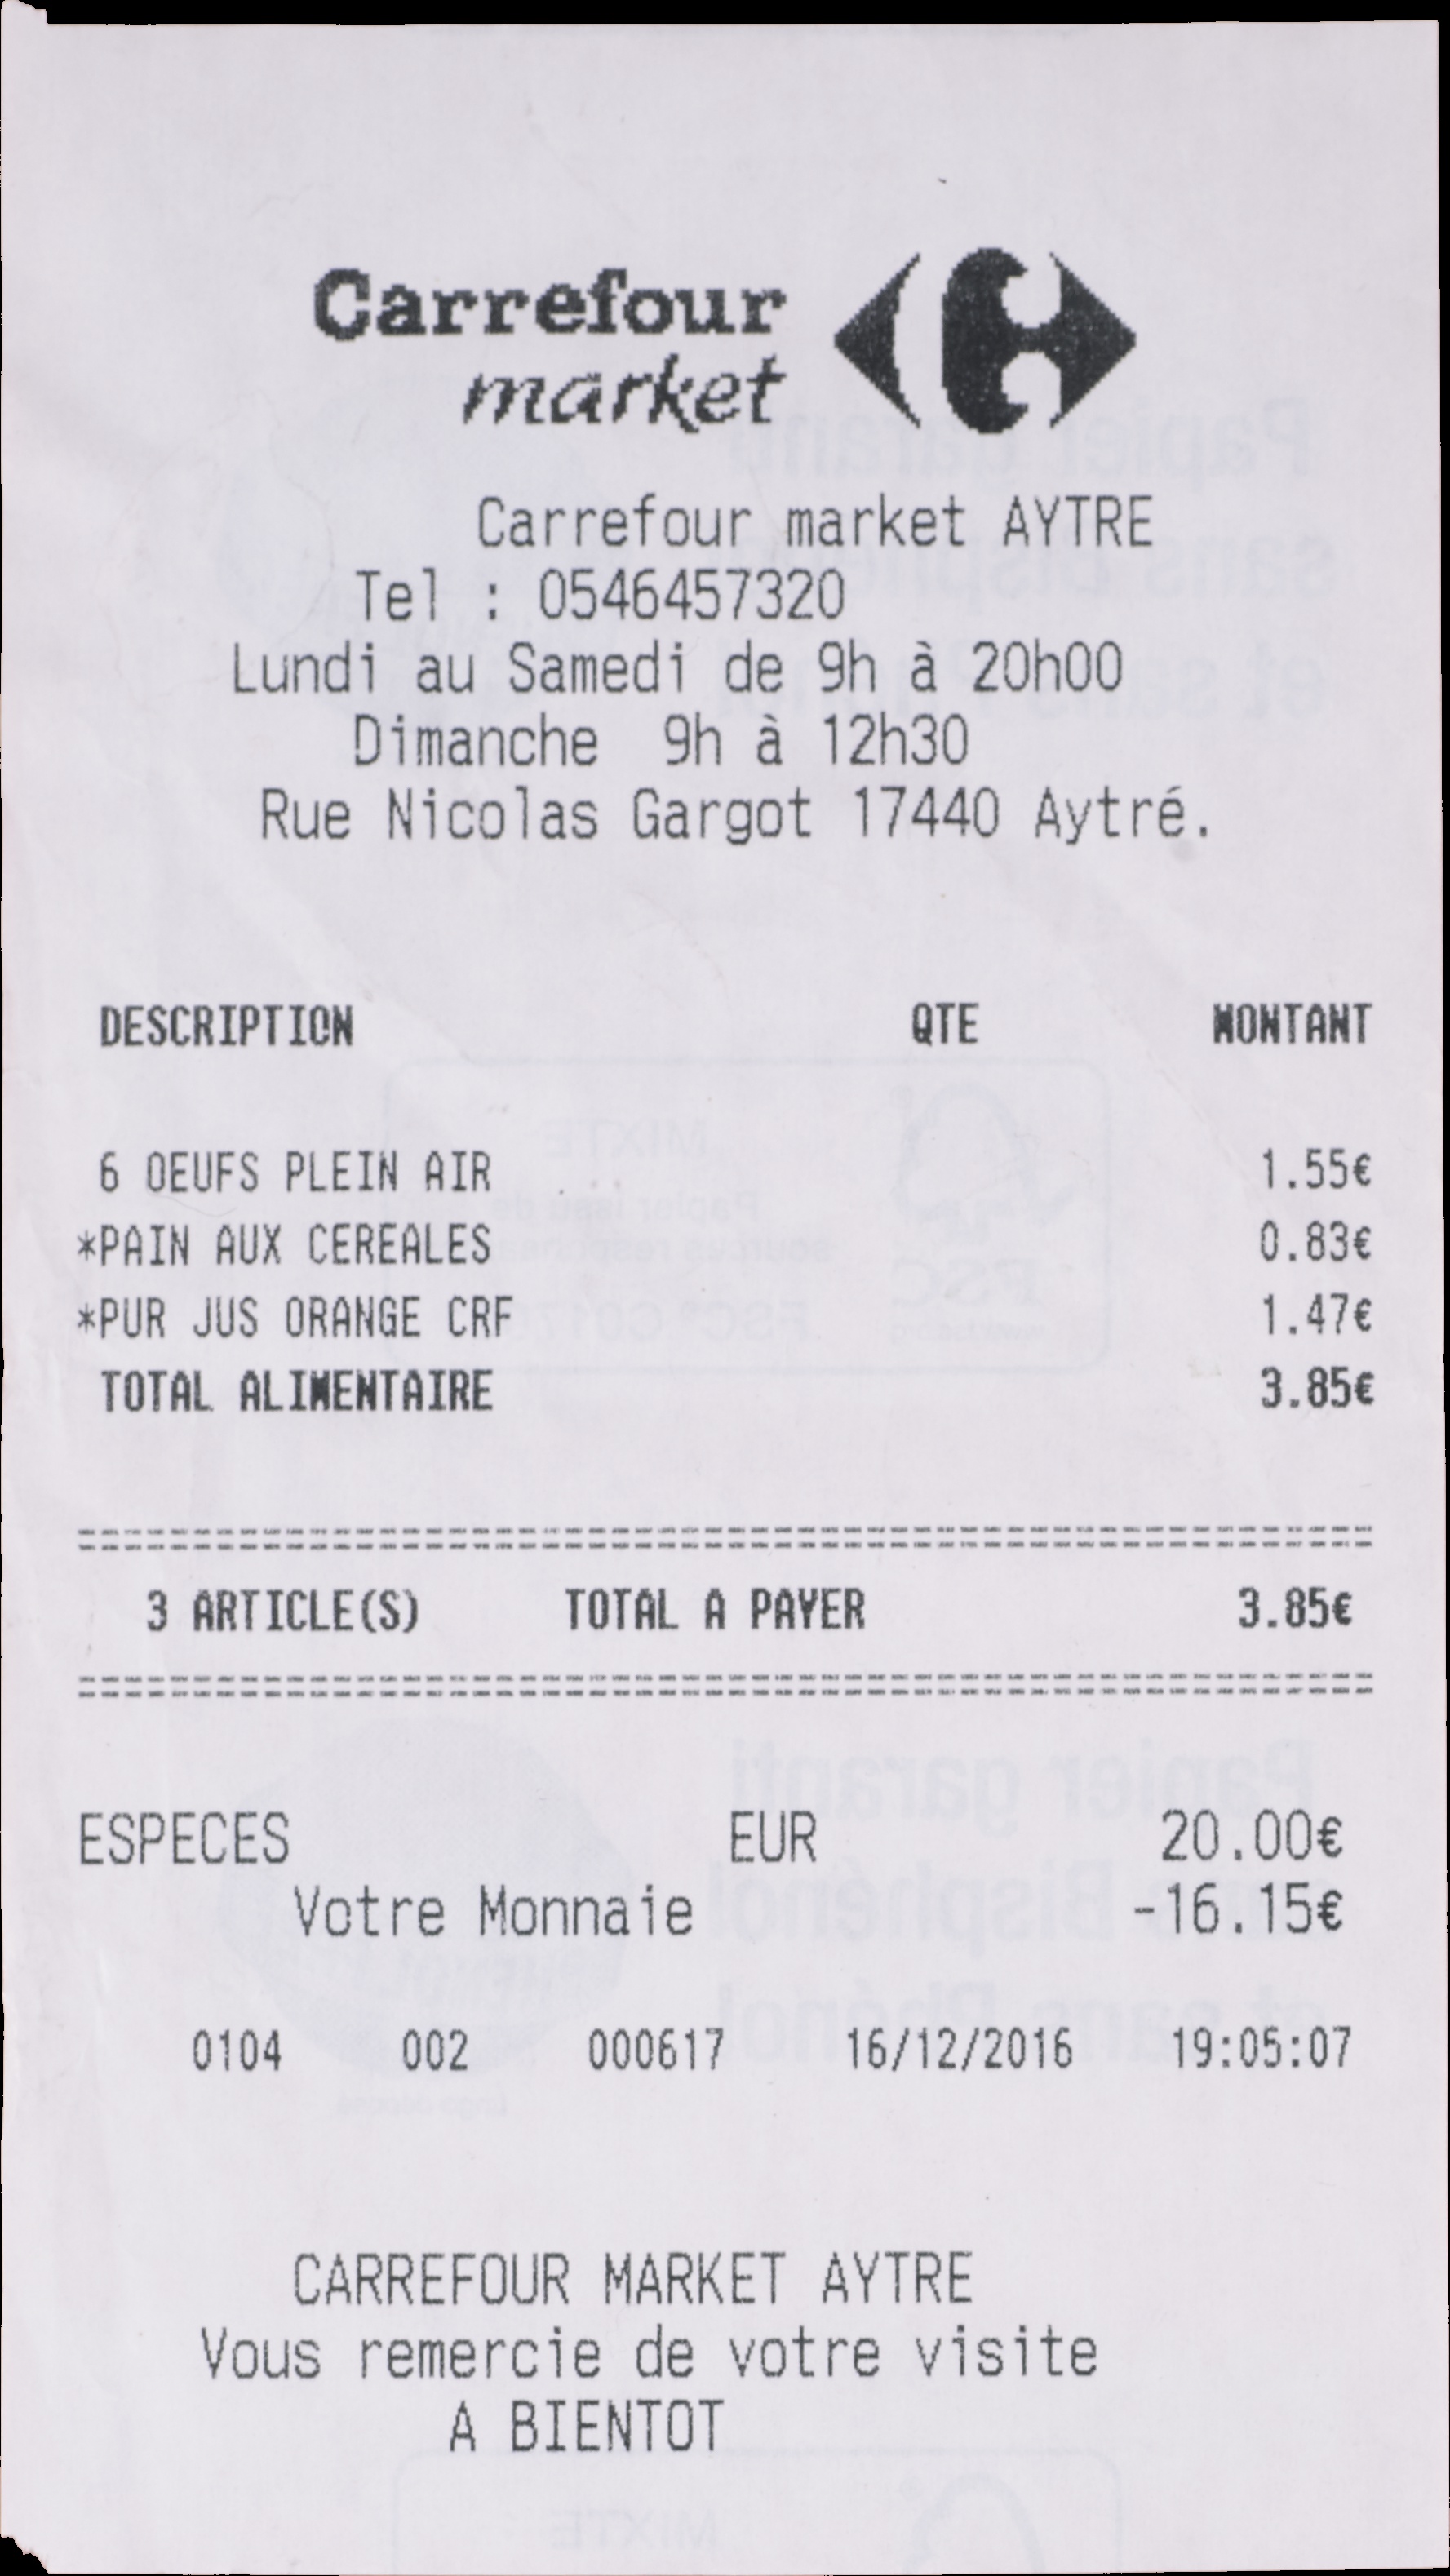 Carrefour
market
Carrefour market AYTRE
Tel : 0546457320
Lundi au Samedi de 9h à 20h00
Dimanche 9h à 12h30
Rue Nicolas Gargot 17440 Aytré.
DESCRIPTION QTE MONTANT
6 OEUFS PLEIN AIR 1.55€
*PAIN AUX CEREALES 0.83€
*PUR JUS ORANGE CRF 1.47€
TOTAL ALIMENTAIRE 3.85€
3 ARTICLE(S) TOTAL A PAYER 3.85€
ESPECES EUR 20.00€
Votre Monnaie -16.15€
0104 002 000617 16/12/2016 19:05:07
CARREFOUR MARKET AYTRE
Vous remercie de votre visite
A BIENTOT